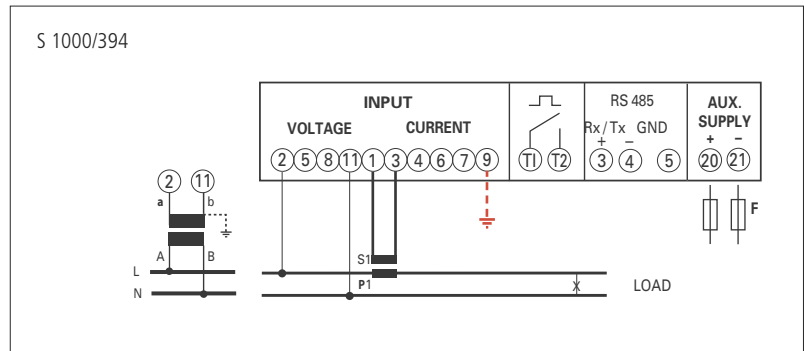 S 1000/394
INPUT
VOLTAGE CURRENT
2 5 8 11 1 3 4 6 7 9
T1 T2
RS 485
Rx / Tx GND
+ −
3 4 5
AUX.
SUPPLY
+ −
20 21
F
2 11
a b
A B
L
N
S1
P1
X
LOAD